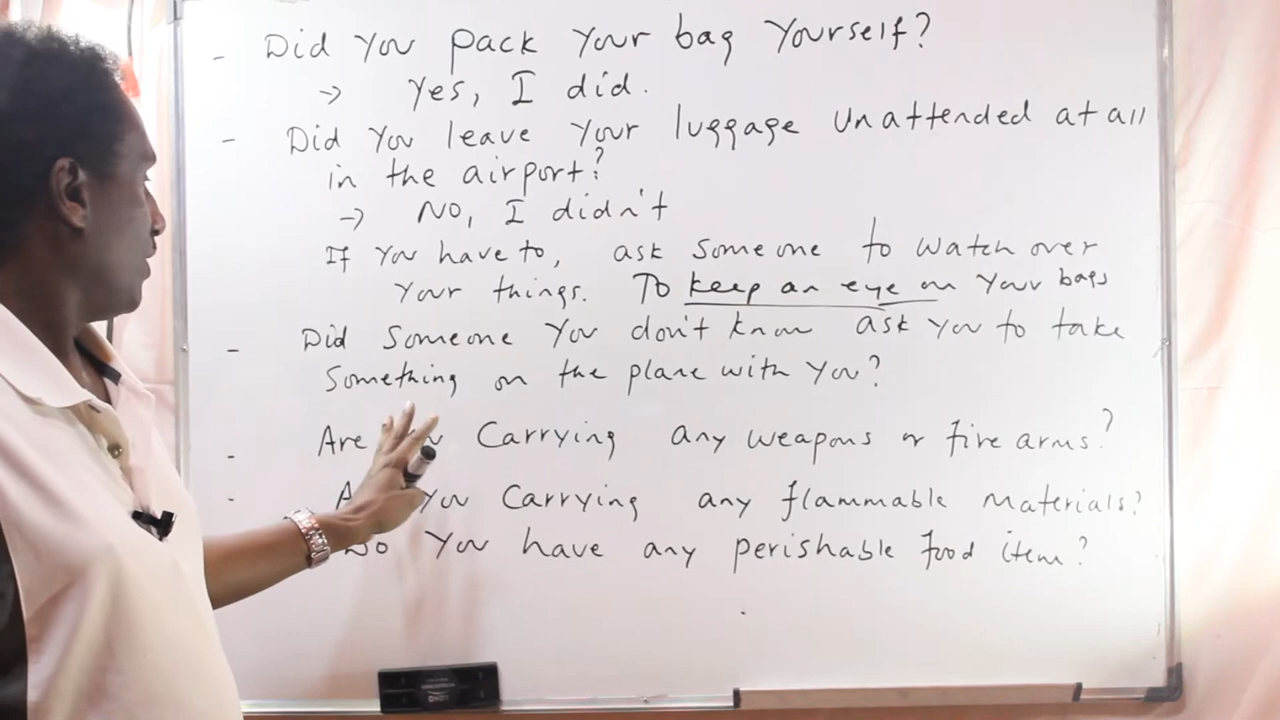 - Did you pack your bag yourself?
→ Yes, I did.
- Did you leave your luggage unattended at all
in the airport?
→ No, I didn't
If you have to, ask someone to watch over
your things. To keep an eye on your bags
- Did someone you don't know ask you to take
something on the plane with you?
- Are carrying any weapons or fire arms?
- you carrying any flammable materials?
Do you have any perishable food item?